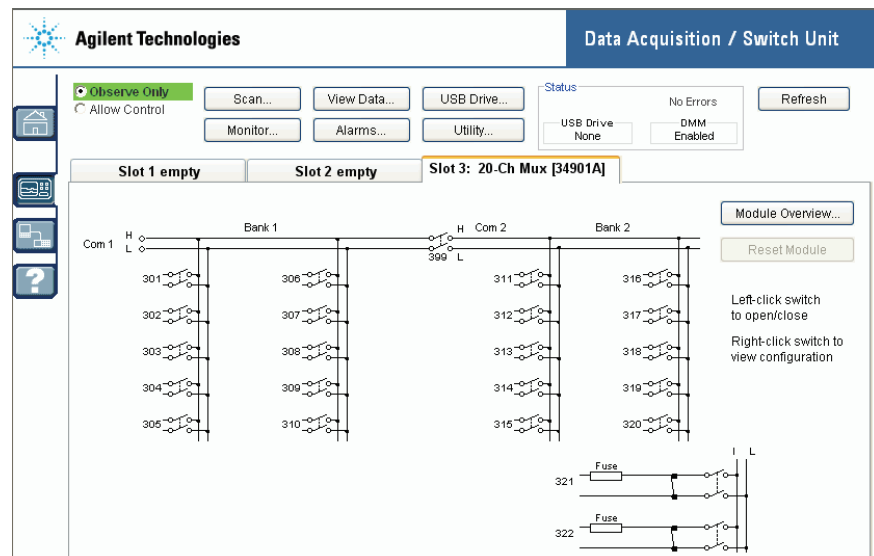 Agilent Technologies
Data Acquisition / Switch Unit
Observe Only
Allow Control
Scan...
View Data...
USB Drive...
Monitor...
Alarms...
Utility...
Status
No Errors
USB Drive
None
DMM
Enabled
Refresh
Slot 1 empty
Slot 2 empty
Slot 3: 20-Ch Mux [34901A]
Module Overview...
Reset Module
Left-click switch
to open/close
Right-click switch to
view configuration
Com 1
H
L
Bank 1
399
H
L
Com 2
Bank 2
301
306
311
316
302
307
312
317
303
308
313
318
304
309
314
319
305
310
315
320
I L
321
Fuse
322
Fuse
?